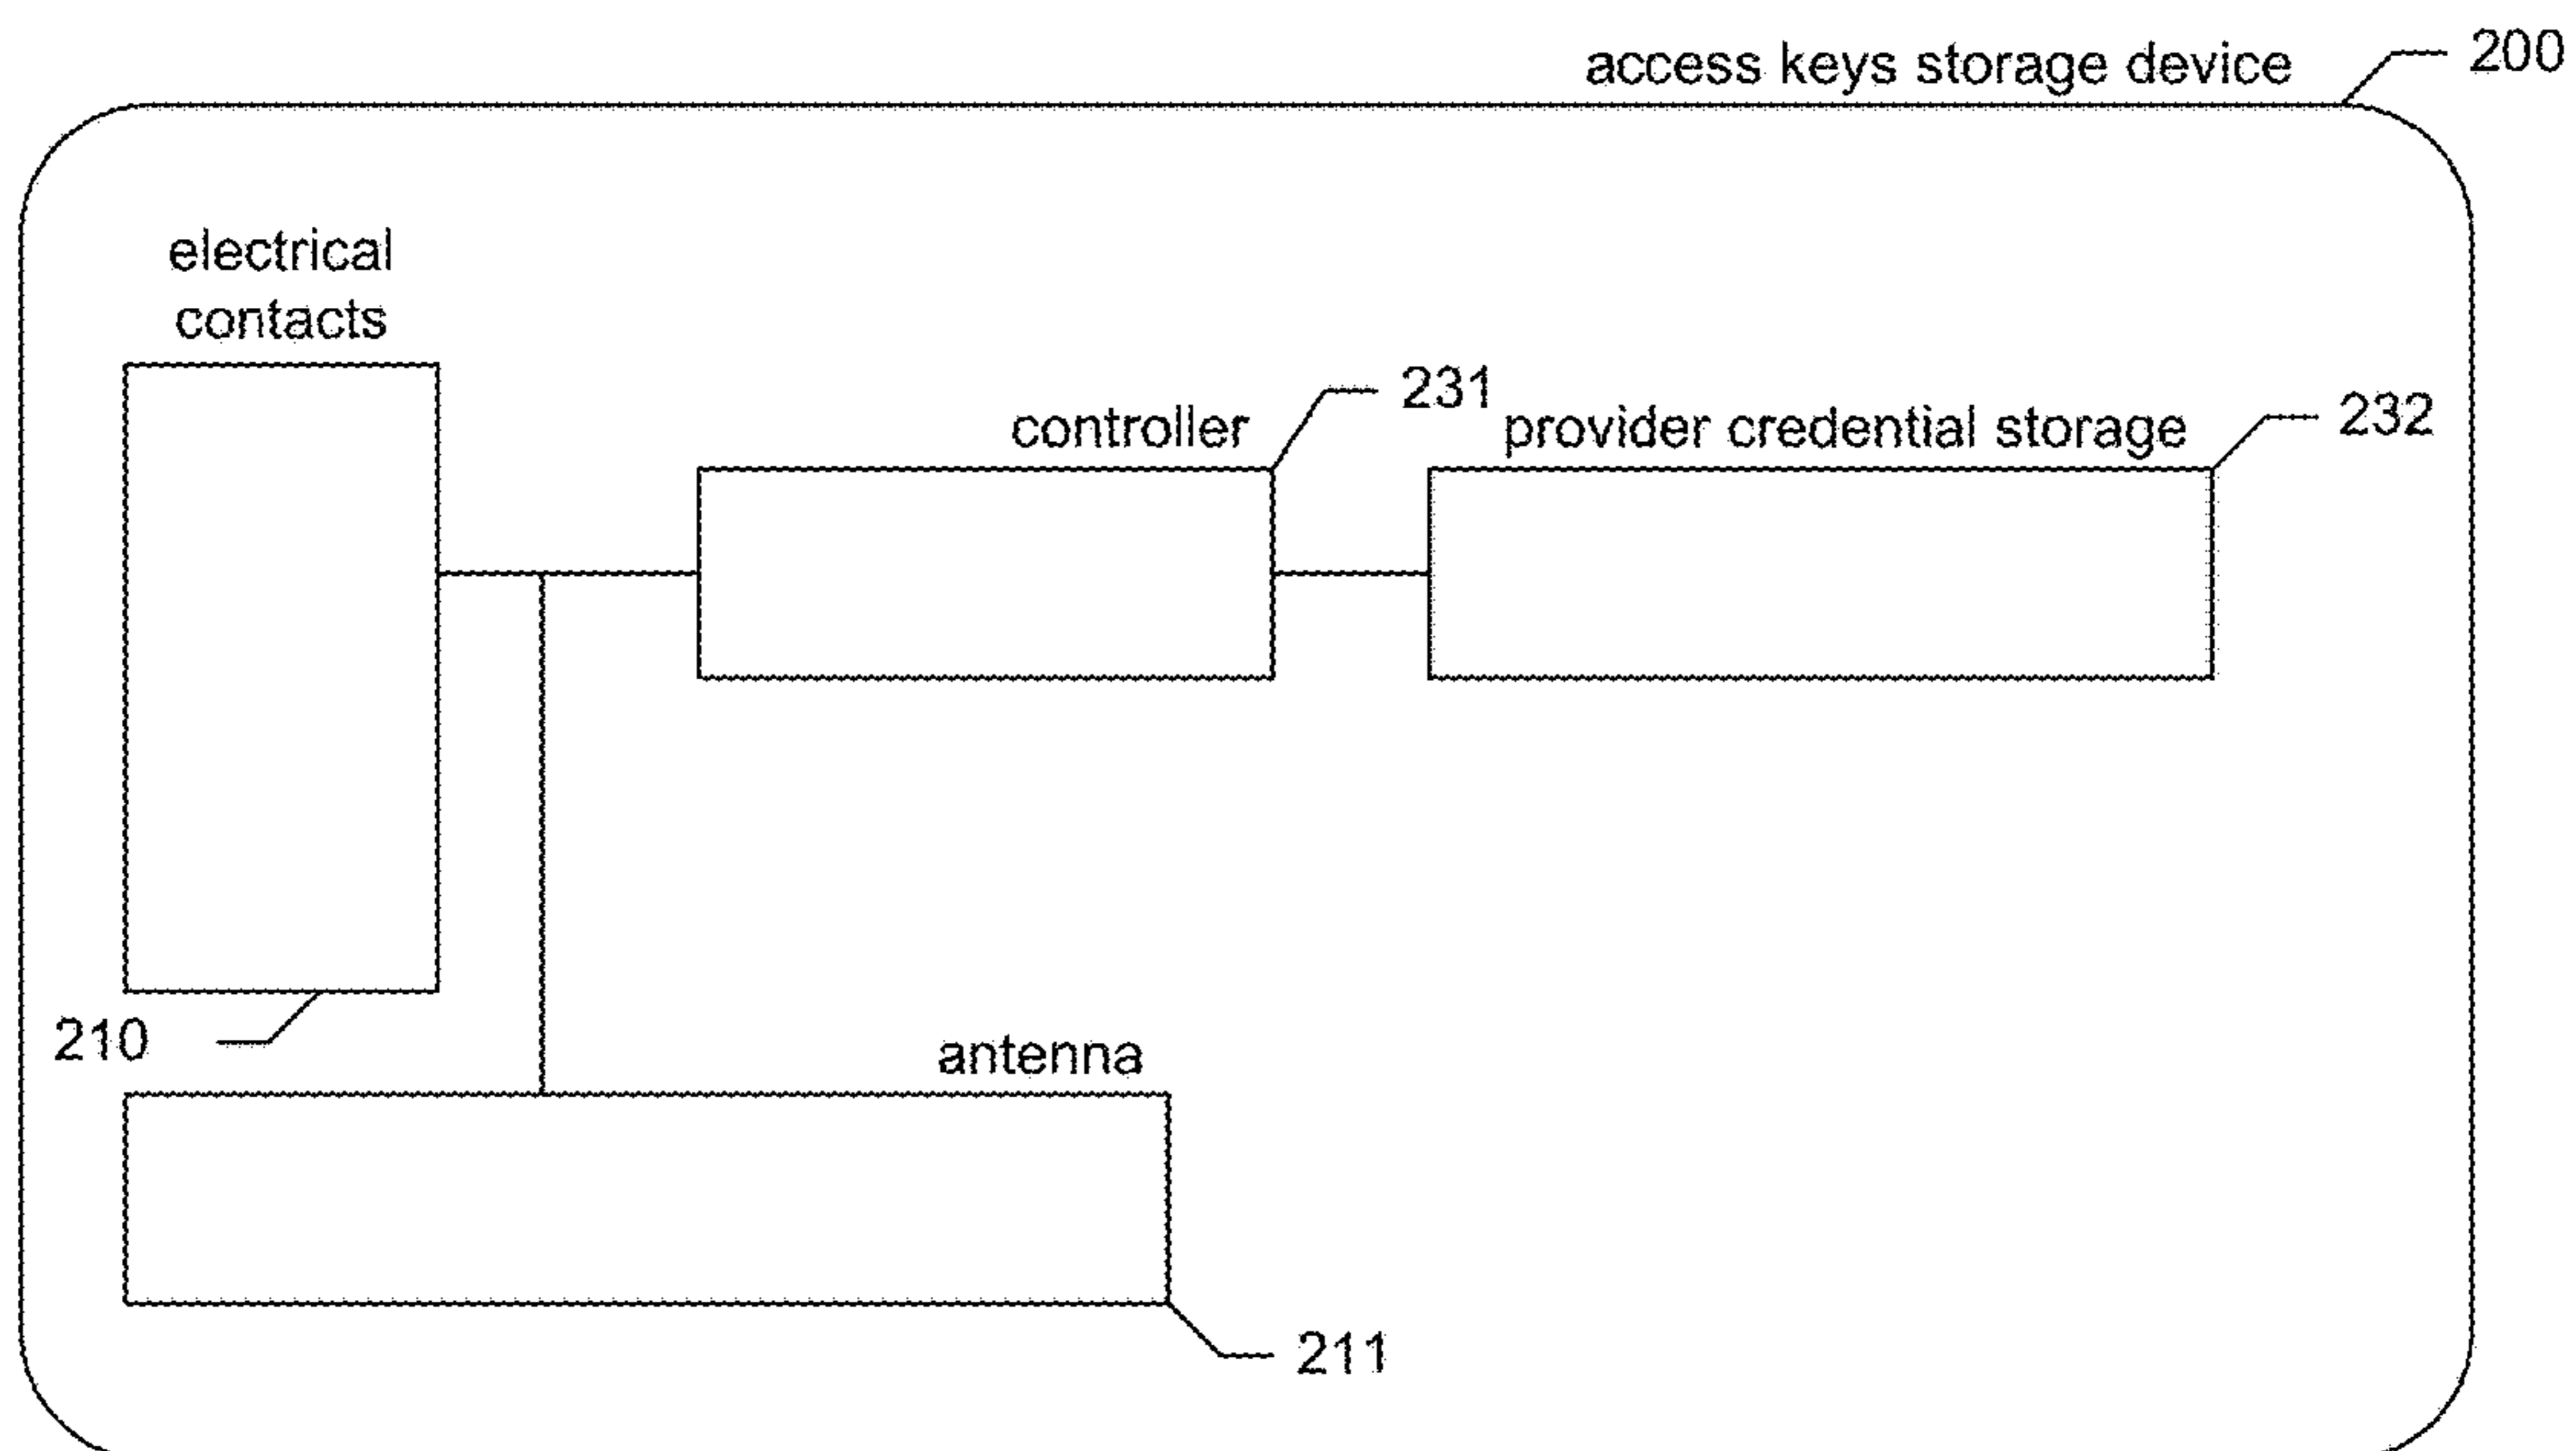 access keys storage device
200
electrical
contacts
controller
231
provider credential storage
232
210
antenna
211